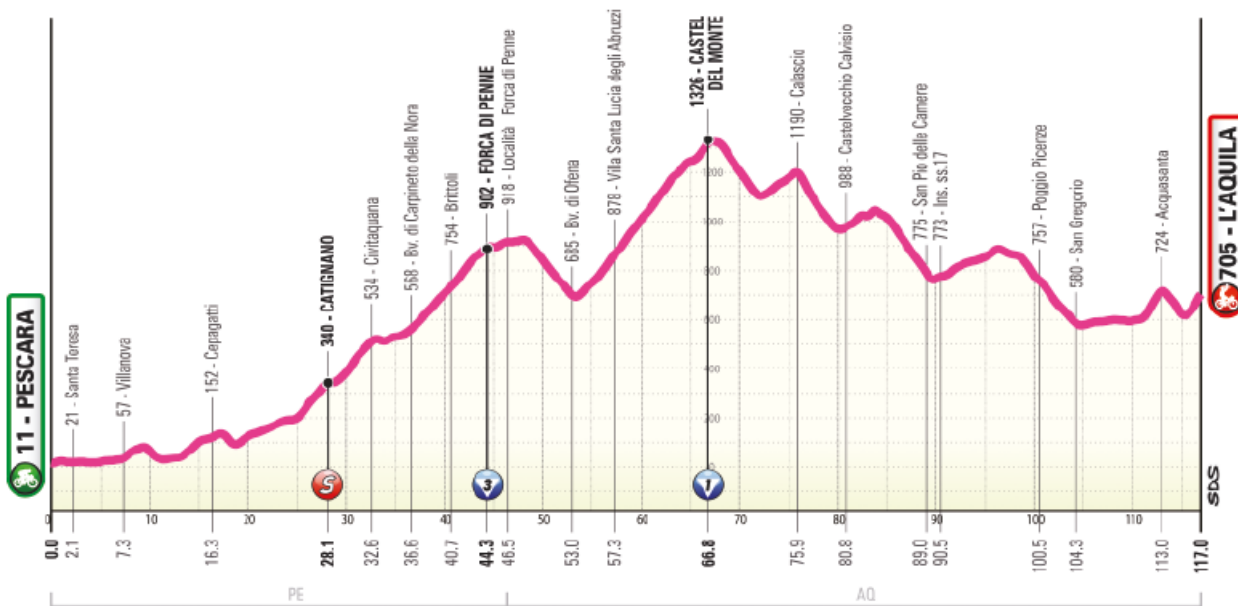 11 - PESCARA
21 - Santa Teresa
57 - Villanova
152 - Cepagatti
340 - CATIGNANO
534 - Civitaquana
568 - Bv. di Carpineto della Nora
754 - Brittoli
902 - FORCA DI PENNE
918 - Località Forca di Penne
685 - Bv. di Ofena
878 - Villa Santa Lucia degli Abruzzi
1326 - CASTEL
DEL MONTE
1190 - Calascio
988 - Castelvecchio Calvisio
775 - San Pio delle Camere
773 - Ins. ss.17
757 - Poggio Picenze
580 - San Gregorio
724 - Acquasanta
705 - L'AQUILA
1200
1000
800
600
400
200
0
S
3
1
SDS
0 10 20 30 40 50 60 70 80 90 100 110
0.0 2.1 7.3 16.3 28.1 32.6 36.6 40.7 44.3 46.5 53.0 57.3 66.8 75.9 80.8 89.0 90.5 100.5 104.3 113.0 117.0
PE AQ